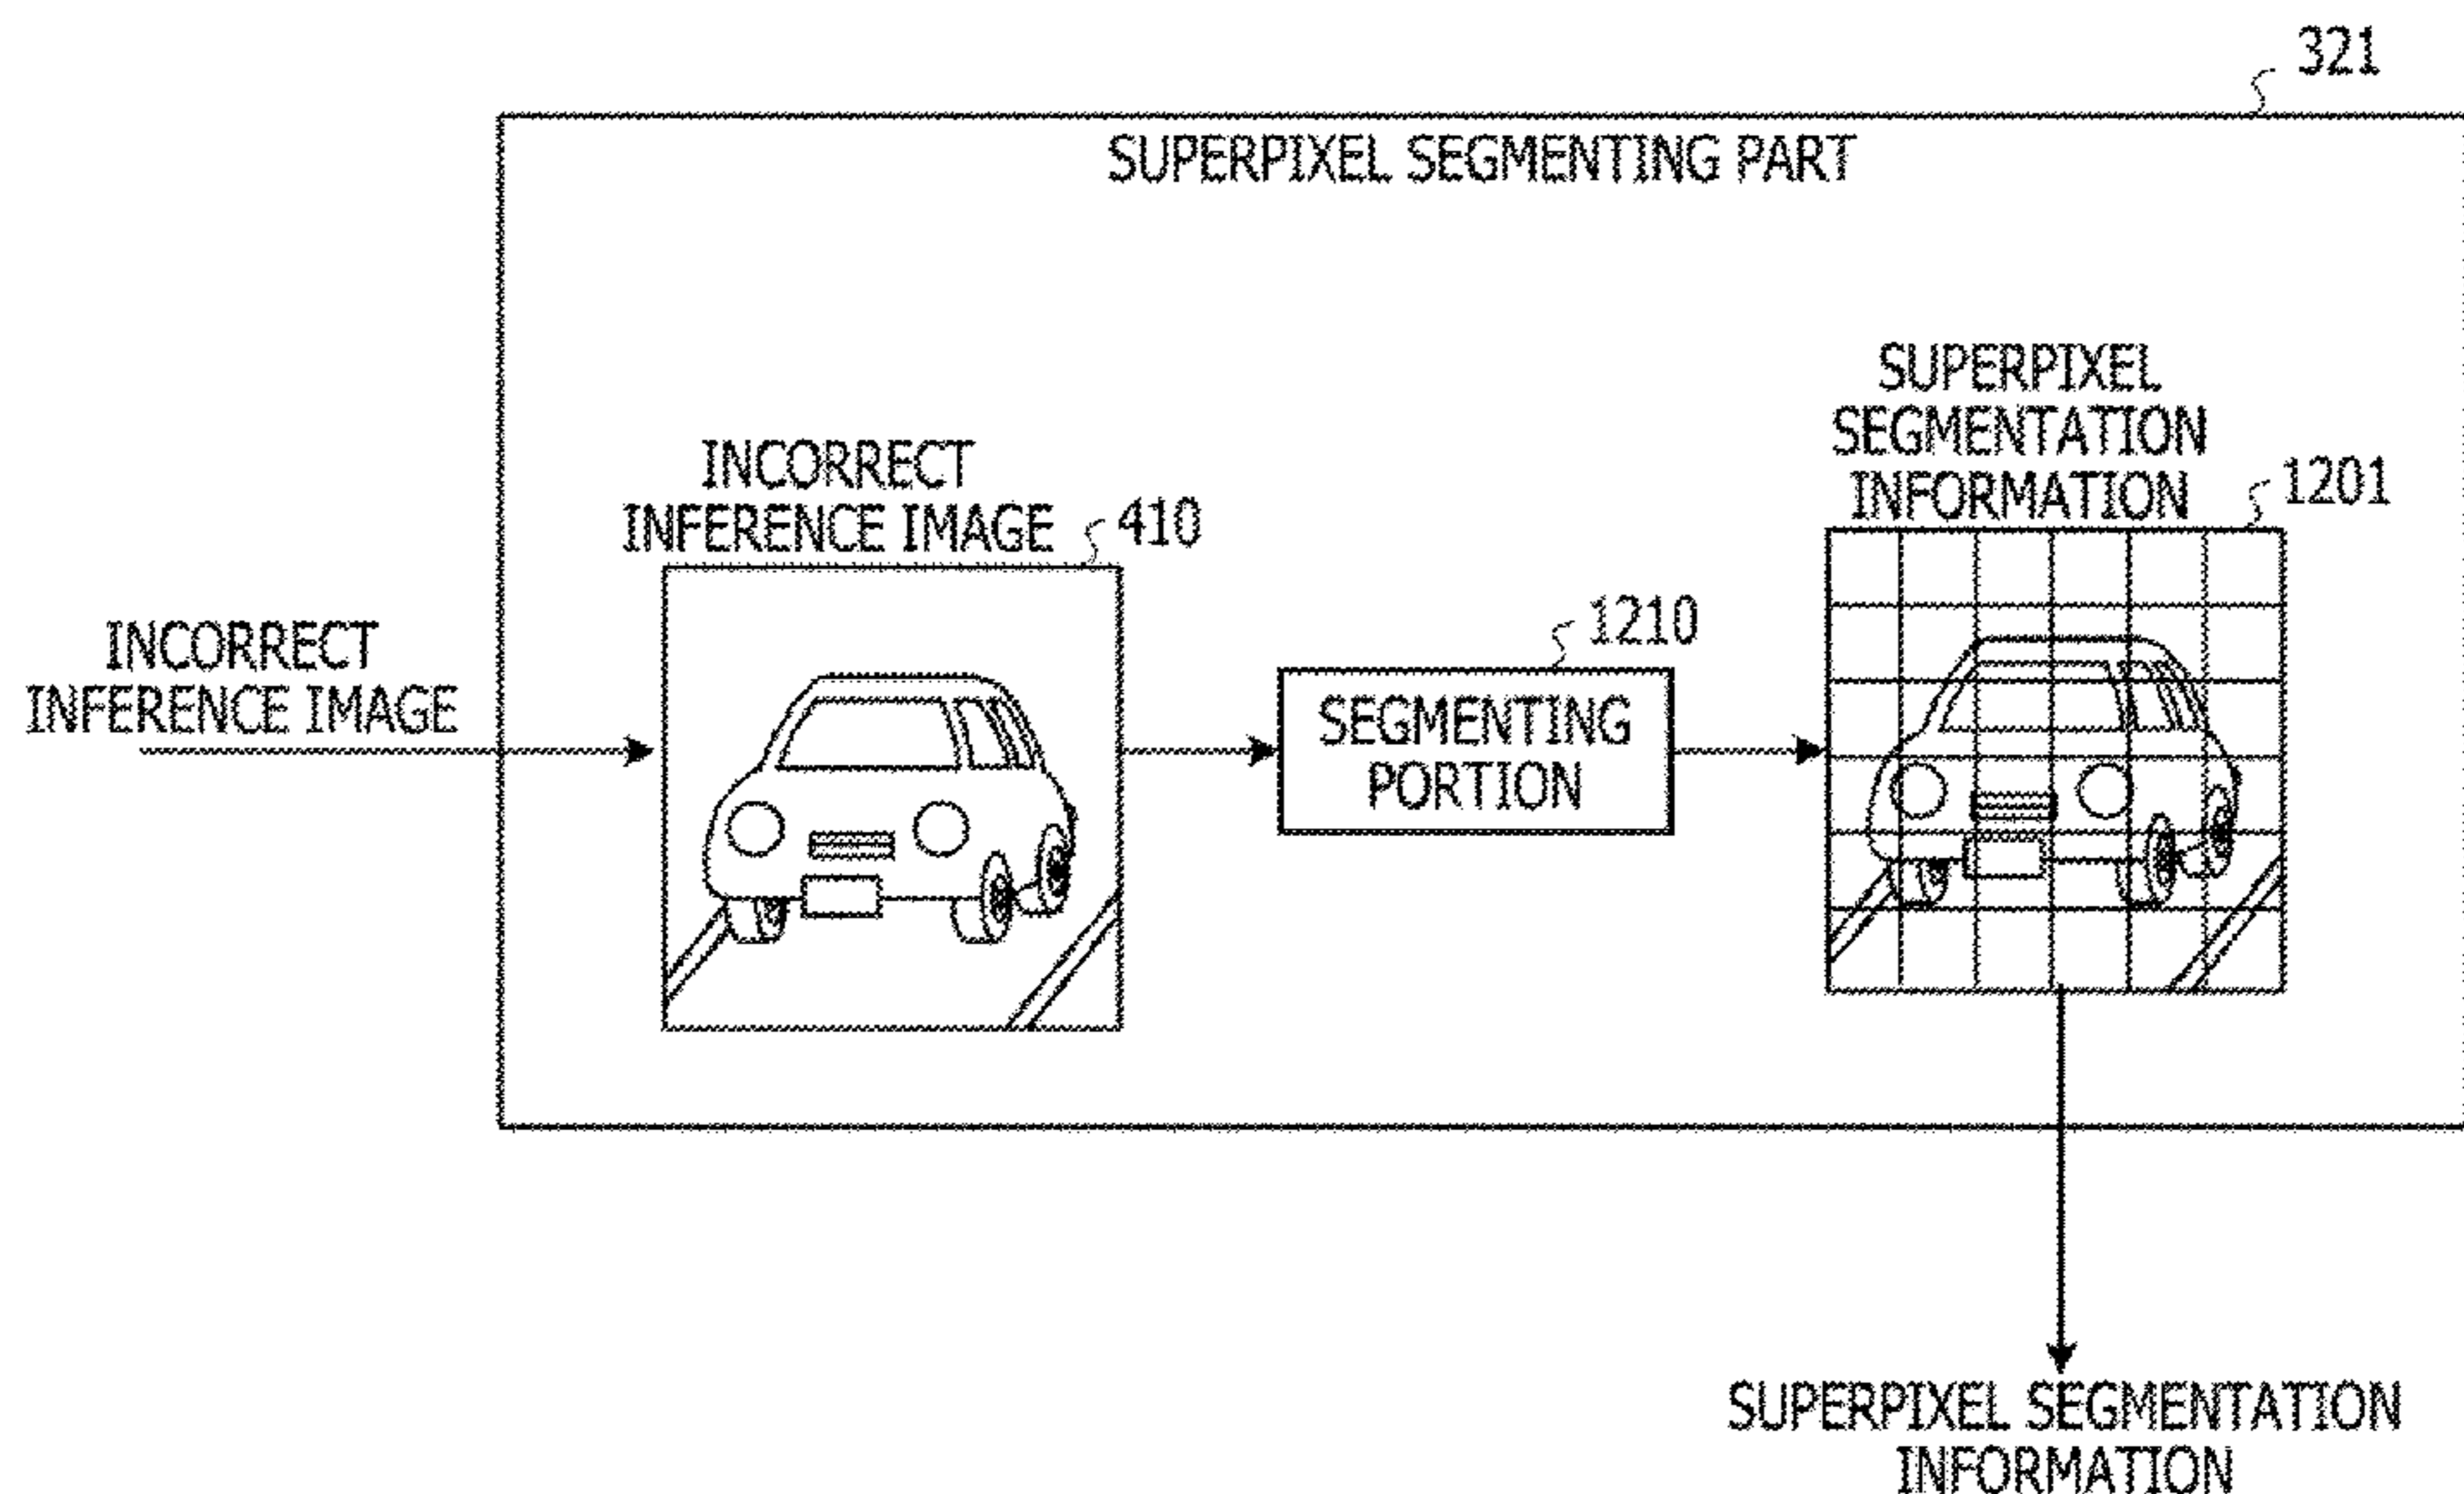 321
SUPERPIXEL SEGMENTING PART
INCORRECT
INFERENCE IMAGE
INCORRECT
INFERENCE IMAGE
410
SEGMENTING
PORTION
1210
SUPERPIXEL
SEGMENTATION
INFORMATION
1201
SUPERPIXEL SEGMENTATION
INFORMATION